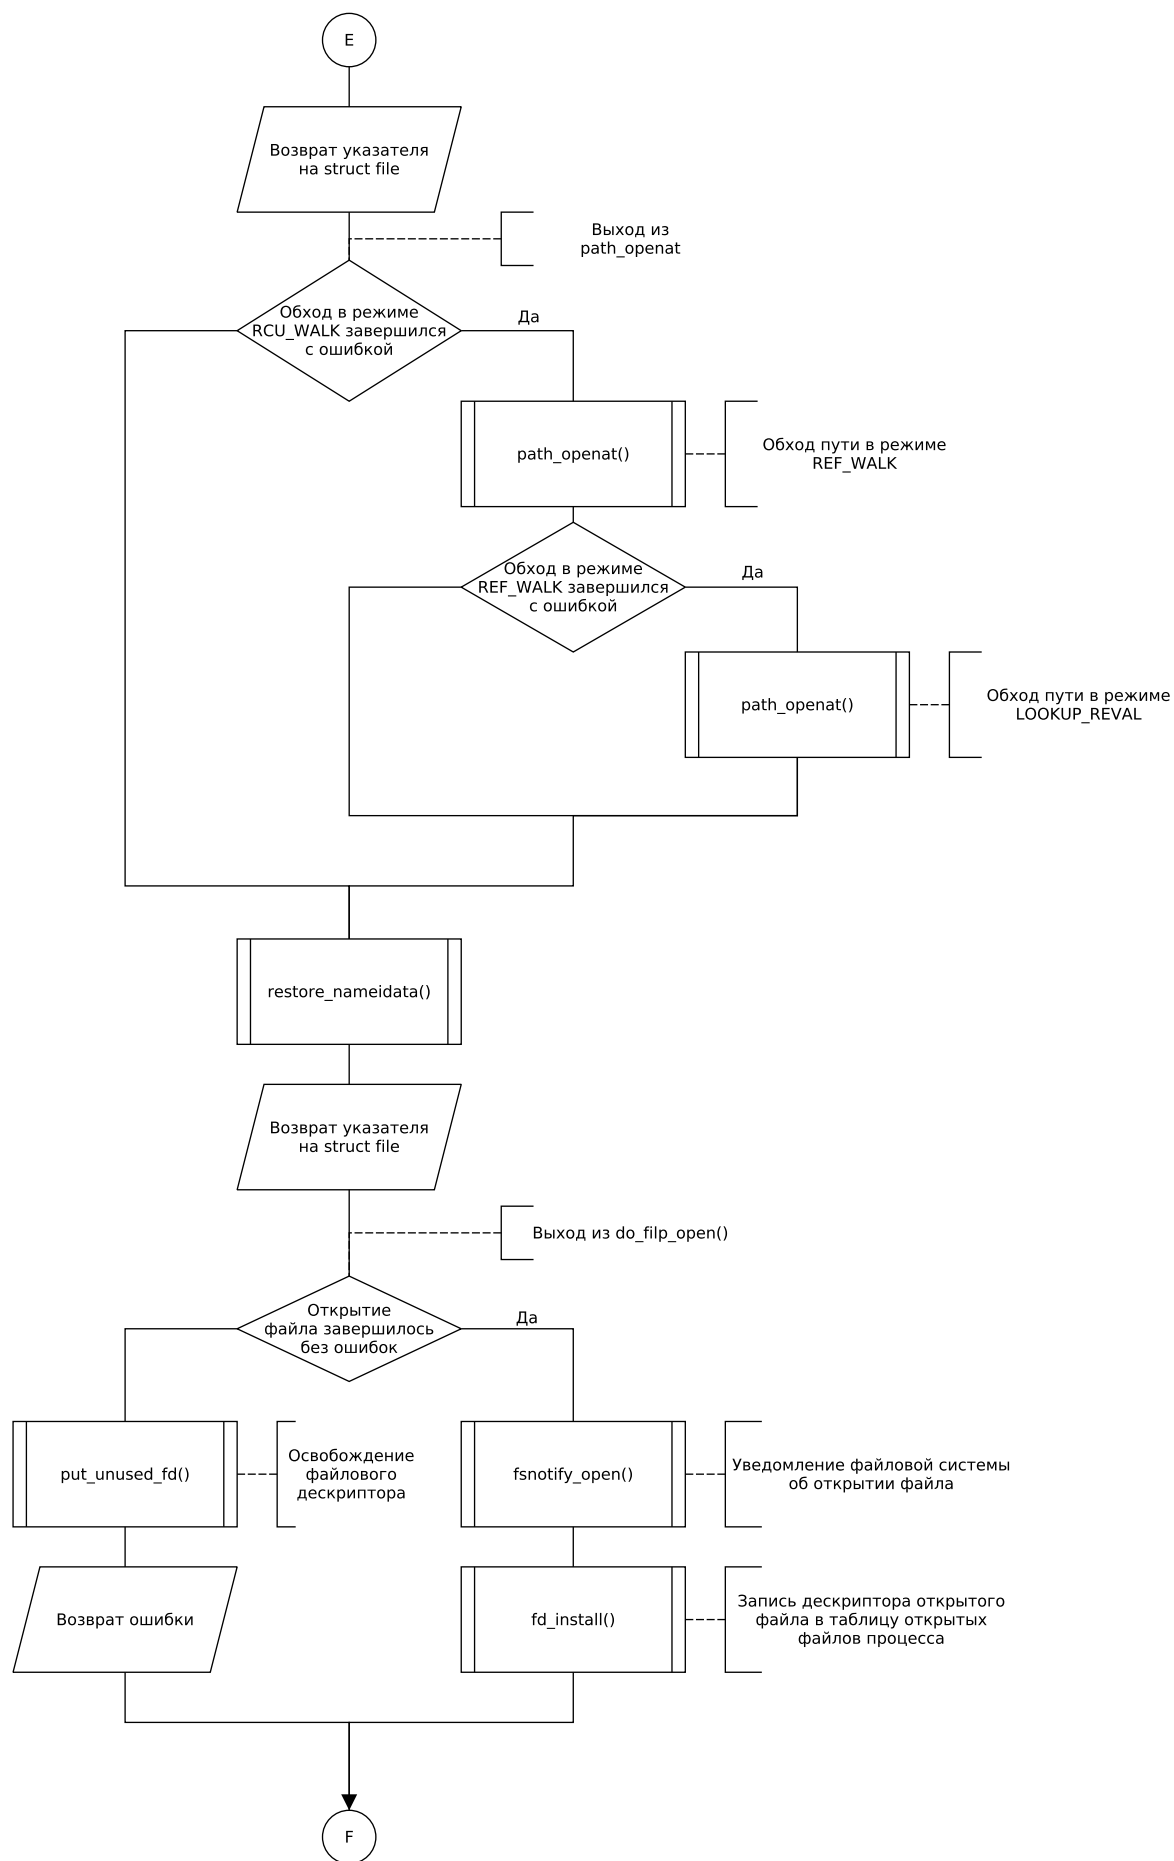 E
Возврат указателя
на struct file
Выход из
path_openat
Обход в режиме
RCU_WALK завершился
с ошибкой
Да
path_openat()
Обход пути в режиме
REF_WALK
Обход в режиме
REF_WALK завершился
с ошибкой
Да
path_openat()
Обход пути в режиме
LOOKUP_REVAL
restore_nameidata()
Возврат указателя
на struct file
Выход из do_filp_open()
Открытие
файла завершилось
без ошибок
Да
put_unused_fd()
Освобождение
файлового
дескриптора
fsnotify_open()
Уведомление файловой системы
об открытии файла
Возврат ошибки
fd_install()
Запись дескриптора открытого
файла в таблицу открытых
файлов процесса
F